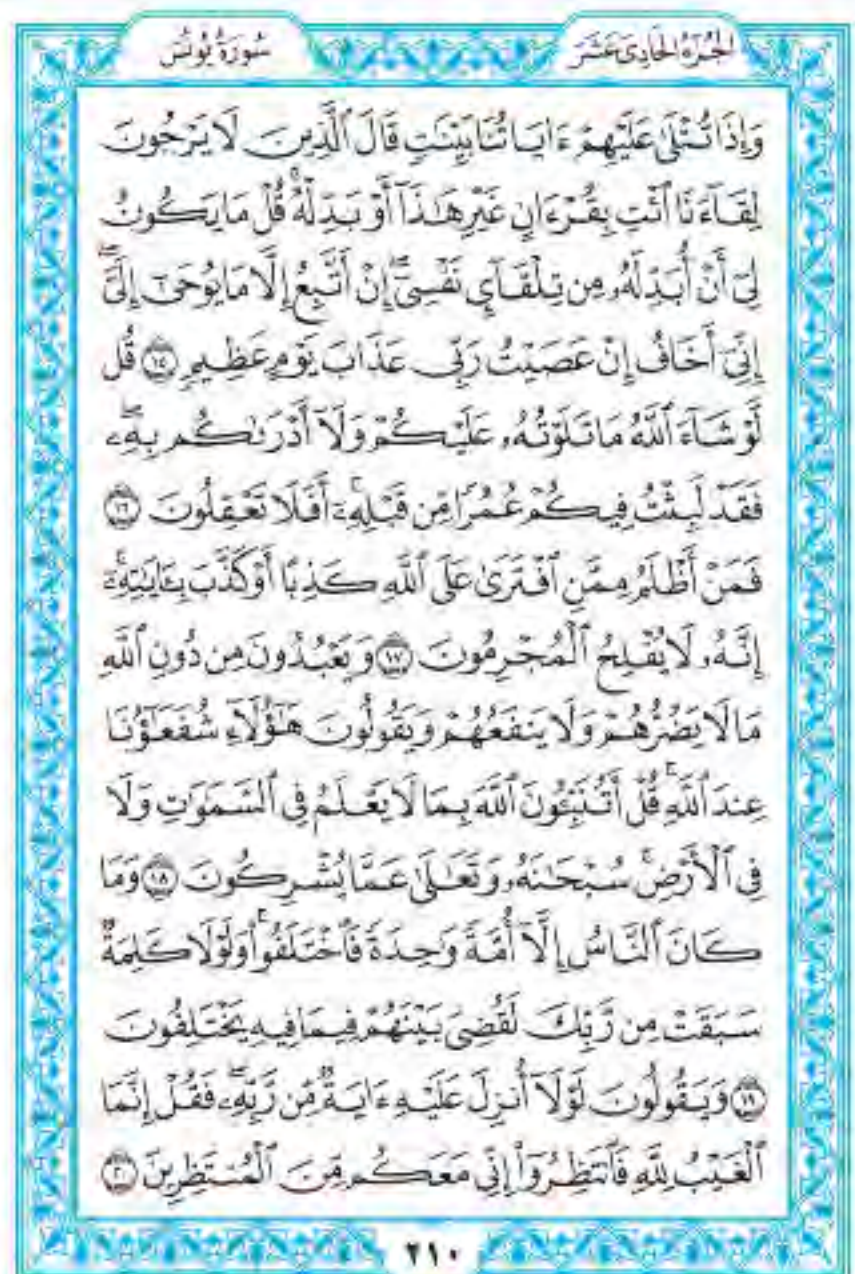 سُورَةُ يُونُسَ
الجُزْءُ الحَادِىَ عَشَرَ
وَإِذَا تُتْلَىٰ عَلَيْهِمْ ءَايَاتُنَا بَيِّنَٰتٍ قَالَ ٱلَّذِينَ لَا يَرْجُونَ
لِقَآءَنَا ٱئْتِ بِقُرْءَانٍ غَيْرِ هَٰذَآ أَوْ بَدِّلْهُ ۚ قُلْ مَا يَكُونُ
لِىٓ أَنْ أُبَدِّلَهُۥ مِن تِلْقَآئِ نَفْسِىٓ ۖ إِنْ أَتَّبِعُ إِلَّا مَا يُوحَىٰٓ إِلَىَّ ۖ
إِنِّىٓ أَخَافُ إِنْ عَصَيْتُ رَبِّى عَذَابَ يَوْمٍ عَظِيمٍ ١٥ قُل
لَّوْ شَآءَ ٱللَّهُ مَا تَلَوْتُهُۥ عَلَيْكُمْ وَلَآ أَدْرَىٰكُم بِهِۦ ۖ
فَقَدْ لَبِثْتُ فِيكُمْ عُمُرًا مِّن قَبْلِهِۦٓ ۚ أَفَلَا تَعْقِلُونَ ١٦
فَمَنْ أَظْلَمُ مِمَّنِ ٱفْتَرَىٰ عَلَى ٱللَّهِ كَذِبًا أَوْ كَذَّبَ بِـَٔايَٰتِهِۦٓ ۚ
إِنَّهُۥ لَا يُفْلِحُ ٱلْمُجْرِمُونَ ١٧ وَيَعْبُدُونَ مِن دُونِ ٱللَّهِ
مَا لَا يَضُرُّهُمْ وَلَا يَنفَعُهُمْ وَيَقُولُونَ هَٰٓؤُلَآءِ شُفَعَٰٓؤُنَا
عِندَ ٱللَّهِ ۚ قُلْ أَتُنَبِّـُٔونَ ٱللَّهَ بِمَا لَا يَعْلَمُ فِى ٱلسَّمَٰوَٰتِ وَلَا
فِى ٱلْأَرْضِ ۚ سُبْحَٰنَهُۥ وَتَعَٰلَىٰ عَمَّا يُشْرِكُونَ ١٨ وَمَا
كَانَ ٱلنَّاسُ إِلَّآ أُمَّةً وَٰحِدَةً فَٱخْتَلَفُوا۟ ۚ وَلَوْلَا كَلِمَةٌ
سَبَقَتْ مِن رَّبِّكَ لَقُضِىَ بَيْنَهُمْ فِيمَا فِيهِ يَخْتَلِفُونَ
١٩ وَيَقُولُونَ لَوْلَآ أُنزِلَ عَلَيْهِ ءَايَةٌ مِّن رَّبِّهِۦ ۖ فَقُلْ إِنَّمَا
ٱلْغَيْبُ لِلَّهِ فَٱنتَظِرُوٓا۟ إِنِّى مَعَكُم مِّنَ ٱلْمُنتَظِرِينَ ٢٠
٢١٠